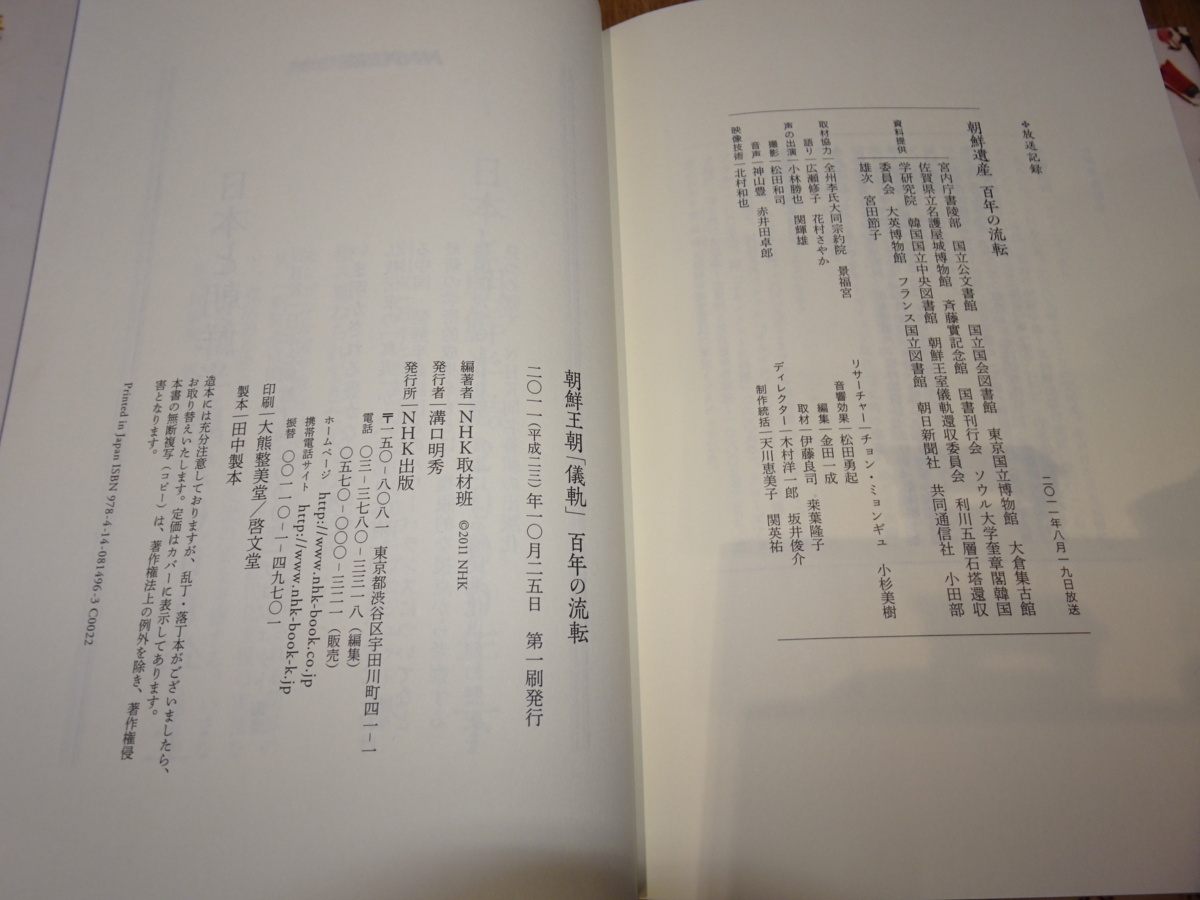 ✤放送記録
朝鮮遺産 百年の流転
二〇一一年八月一九日放送
資料提供
宮内庁書陵部 国立公文書館 国立国会図書館 東京国立博物館 大倉集古館
佐賀県立名護屋城博物館 斉藤實記念館 国書刊行会 ソウル大学奎章閣韓国
学研究院 韓国国立中央図書館 朝鮮王室儀軌還収委員会 利川五層石塔還収
委員会 大英博物館 フランス国立図書館 朝日新聞社 共同通信社 小田部
雄次 宮田節子
取材協力―全州李氏大同宗約院 景福宮
語り―広瀬修子 花村さやか
声の出演―小林勝也 関輝雄
撮影―松田和司
音声―神山豊 赤井田卓郎
映像技術―北村和也
リサーチャー―チョン・ミョンギュ 小杉美樹
音響効果―松田勇起
編集―金田一成
取材―伊藤良司 桒葉隆子
ディレクター―木村洋一郎 坂井俊介
制作統括―天川恵美子 関英祐
朝鮮王朝「儀軌」 百年の流転
二〇一一(平成二三)年一〇月二五日 第一刷発行
編著者―NHK取材班 ©2011 NHK
発行者―溝口明秀
発行所―NHK出版
〒一五〇-八〇八一 東京都渋谷区宇田川町四一-一
電話 〇三-三七八〇-三三一八(編集)
〇五七〇-〇〇〇-三二一(販売)
ホームページ http://www.nhk-book.co.jp
携帯電話サイト http://www.nhk-book-k.jp
振替 〇〇一一〇-一-四九七〇一
印刷―大熊整美堂/啓文堂
製本―田中製本
造本には充分注意しておりますが、乱丁・落丁本がございましたら、
お取り替えいたします。定価はカバーに表示してあります。
本書の無断複写(コピー)は、著作権法上の例外を除き、著作権侵
害となります。
Printed in Japan ISBN 978-4-14-081496-3 C0022